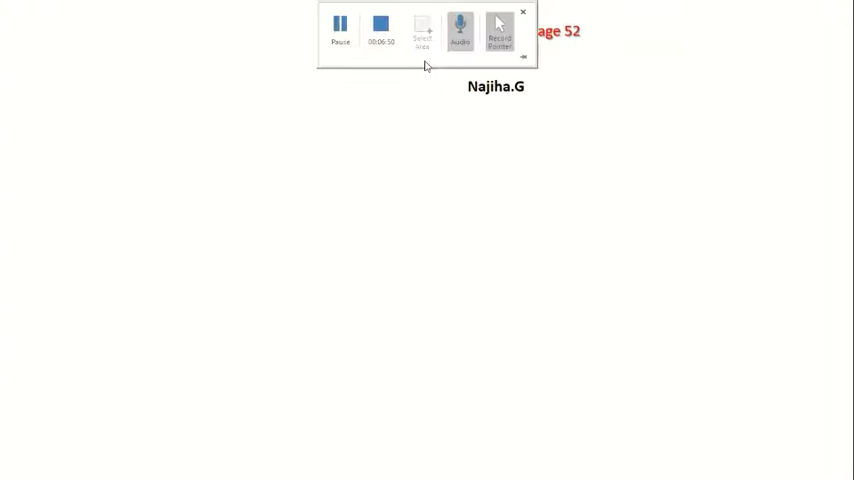 Pause
00:06:50
Select
Area
Audio
Record
Pointer
age 52
Najiha.G